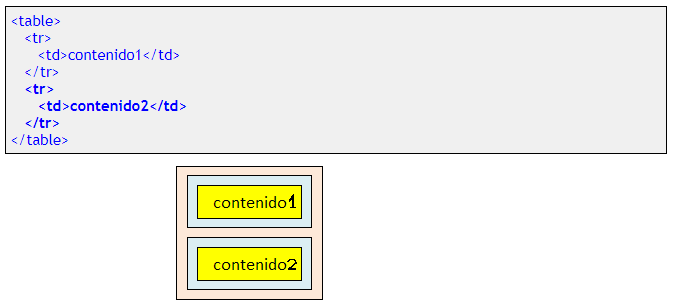 <table>
<tr>
<td>contenido1</td>
</tr>
<tr>
<td>contenido2</td>
</tr>
</table>
contenido1
contenido2